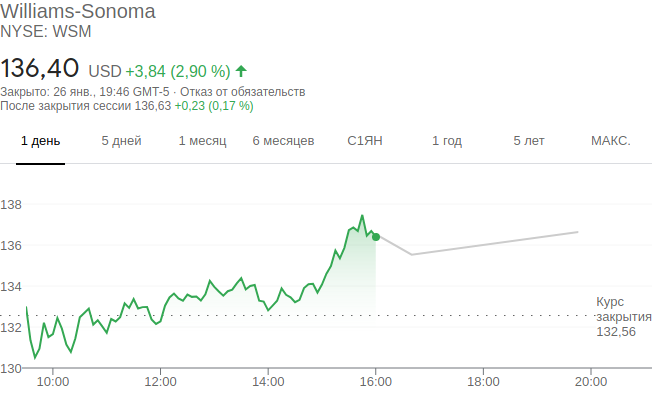 Williams-Sonoma
NYSE: WSM
136,40 USD +3,84 (2,90 %)
Закрыто: 26 янв., 19:46 GMT-5 · Отказ от обязательств
После закрытия сессии 136,63 +0,23 (0,17 %)
1 день 5 дней 1 месяц 6 месяцев С1ЯН 1 год 5 лет МАКС.
138
136
134
132
130
Курс
закрытия
132,56
10:00 12:00 14:00 16:00 18:00 20:00